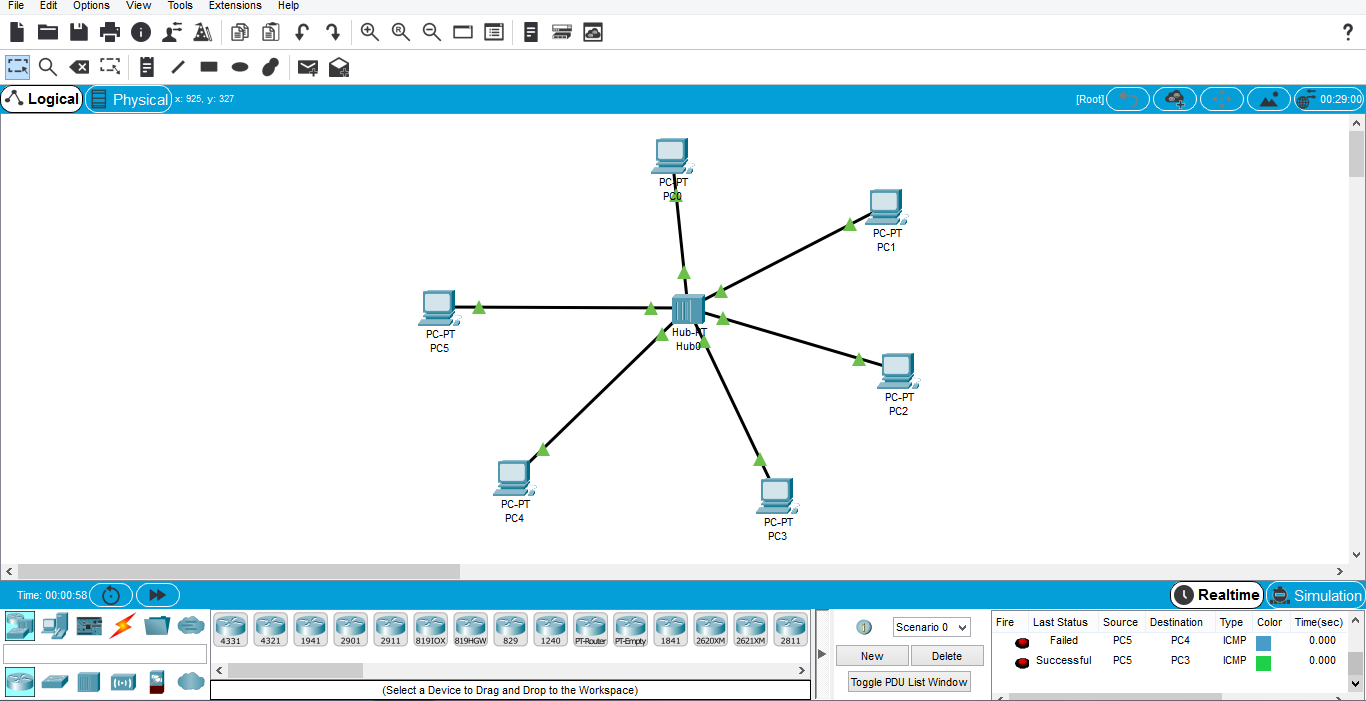 File Edit Options View Tools Extensions Help
?
Logical Physical x: 925, y: 327 [Root] 00:29:00
PC-PT
PC0
PC-PT
PC1
PC-PT
PC5
Hub-PT
Hub0
PC-PT
PC2
PC-PT
PC4
PC-PT
PC3
Time: 00:00:58 Realtime Simulation
4331 4321 1941 2901 2911 819IOX 819HGW 829 1240 PT-Router PT-Empty 1841 2620XM 2621XM 2811
(Select a Device to Drag and Drop to the Workspace)
Scenario 0
New Delete
Toggle PDU List Window
Fire Last Status Source Destination Type Color Time(sec)
Failed PC5 PC4 ICMP 0.000
Successful PC5 PC3 ICMP 0.000